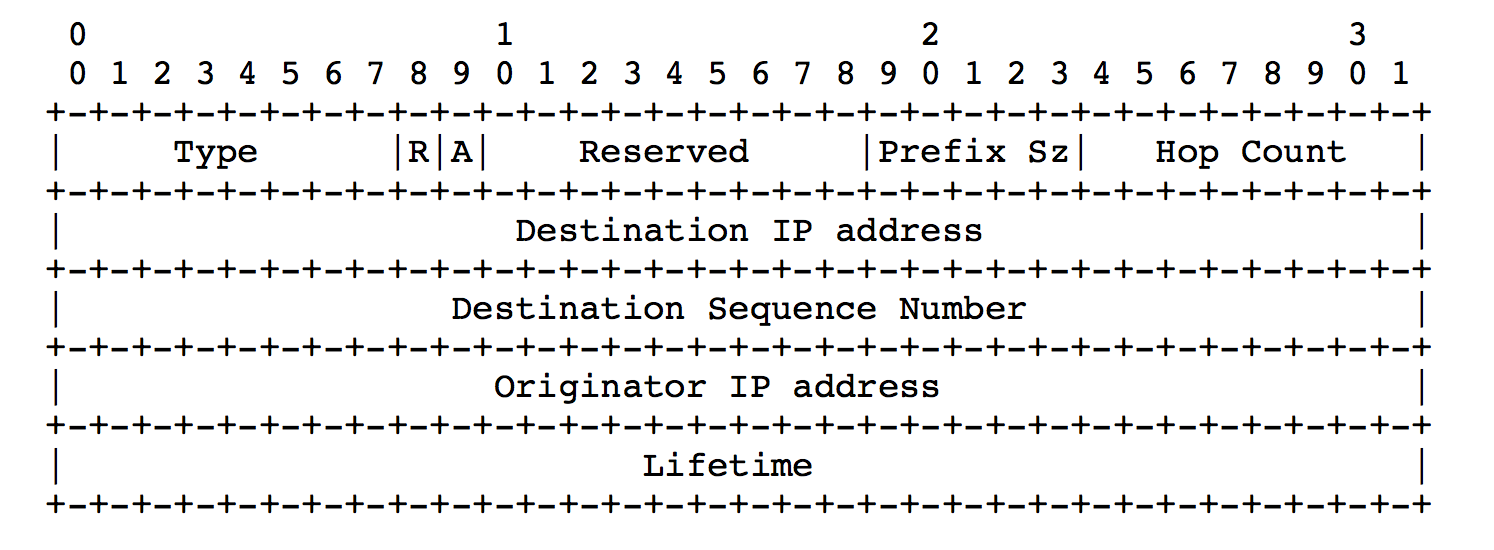 0                   1                   2                   3
 0 1 2 3 4 5 6 7 8 9 0 1 2 3 4 5 6 7 8 9 0 1 2 3 4 5 6 7 8 9 0 1
+-+-+-+-+-+-+-+-+-+-+-+-+-+-+-+-+-+-+-+-+-+-+-+-+-+-+-+-+-+-+-+-+
|     Type      |R|A|    Reserved     |Prefix Sz|   Hop Count   |
+-+-+-+-+-+-+-+-+-+-+-+-+-+-+-+-+-+-+-+-+-+-+-+-+-+-+-+-+-+-+-+-+
|                     Destination IP address                    |
+-+-+-+-+-+-+-+-+-+-+-+-+-+-+-+-+-+-+-+-+-+-+-+-+-+-+-+-+-+-+-+-+
|                  Destination Sequence Number                  |
+-+-+-+-+-+-+-+-+-+-+-+-+-+-+-+-+-+-+-+-+-+-+-+-+-+-+-+-+-+-+-+-+
|                    Originator IP address                      |
+-+-+-+-+-+-+-+-+-+-+-+-+-+-+-+-+-+-+-+-+-+-+-+-+-+-+-+-+-+-+-+-+
|                           Lifetime                            |
+-+-+-+-+-+-+-+-+-+-+-+-+-+-+-+-+-+-+-+-+-+-+-+-+-+-+-+-+-+-+-+-+